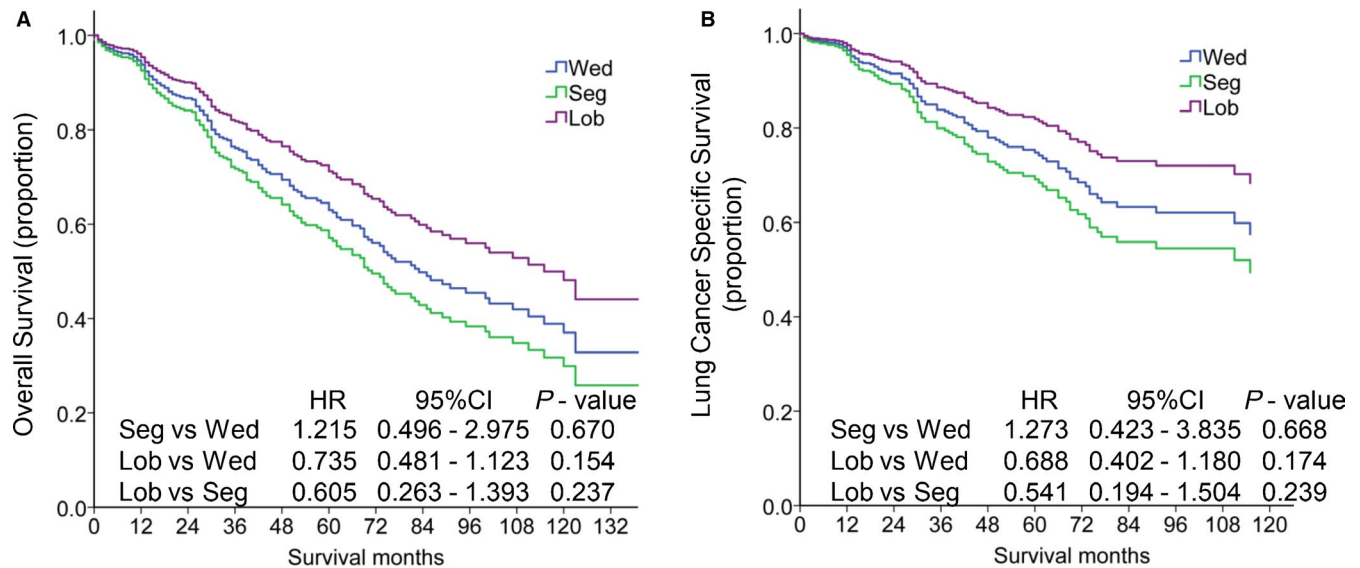 A
Overall Survival (proportion)
1.0
0.8
0.6
0.4
0.2
0.0
Wed
Seg
Lob
HR 95%CI P - value
Seg vs Wed 1.215 0.496 - 2.975 0.670
Lob vs Wed 0.735 0.481 - 1.123 0.154
Lob vs Seg 0.605 0.263 - 1.393 0.237
0 12 24 36 48 60 72 84 96 108 120 132
Survival months
B
Lung Cancer Specific Survival
(proportion)
1.0
0.8
0.6
0.4
0.2
0.0
Wed
Seg
Lob
HR 95%CI P - value
Seg vs Wed 1.273 0.423 - 3.835 0.668
Lob vs Wed 0.688 0.402 - 1.180 0.174
Lob vs Seg 0.541 0.194 - 1.504 0.239
0 12 24 36 48 60 72 84 96 108 120
Survival months